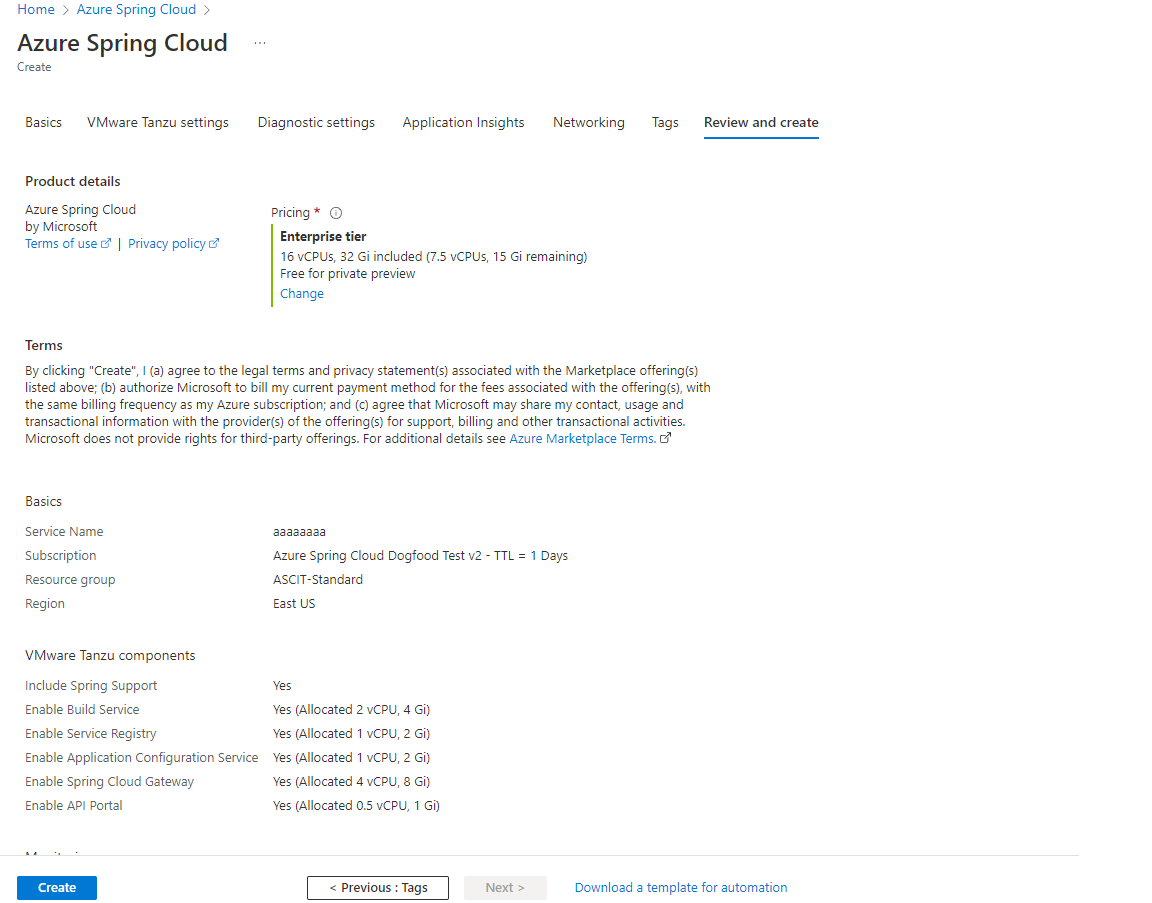 Home > Azure Spring Cloud >
Azure Spring Cloud ...
Create
Basics VMware Tanzu settings Diagnostic settings Application Insights Networking Tags Review and create
Product details
Azure Spring Cloud
by Microsoft
Terms of use | Privacy policy
Pricing *
Enterprise tier
16 vCPUs, 32 Gi included (7.5 vCPUs, 15 Gi remaining)
Free for private preview
Change
Terms
By clicking "Create", I (a) agree to the legal terms and privacy statement(s) associated with the Marketplace offering(s)
listed above; (b) authorize Microsoft to bill my current payment method for the fees associated with the offering(s), with
the same billing frequency as my Azure subscription; and (c) agree that Microsoft may share my contact, usage and
transactional information with the provider(s) of the offering(s) for support, billing and other transactional activities.
Microsoft does not provide rights for third-party offerings. For additional details see Azure Marketplace Terms.
Basics
Service Name aaaaaaaa
Subscription Azure Spring Cloud Dogfood Test v2 - TTL = 1 Days
Resource group ASCIT-Standard
Region East US
VMware Tanzu components
Include Spring Support Yes
Enable Build Service Yes (Allocated 2 vCPU, 4 Gi)
Enable Service Registry Yes (Allocated 1 vCPU, 2 Gi)
Enable Application Configuration Service Yes (Allocated 1 vCPU, 2 Gi)
Enable Spring Cloud Gateway Yes (Allocated 4 vCPU, 8 Gi)
Enable API Portal Yes (Allocated 0.5 vCPU, 1 Gi)
Create < Previous : Tags Next > Download a template for automation